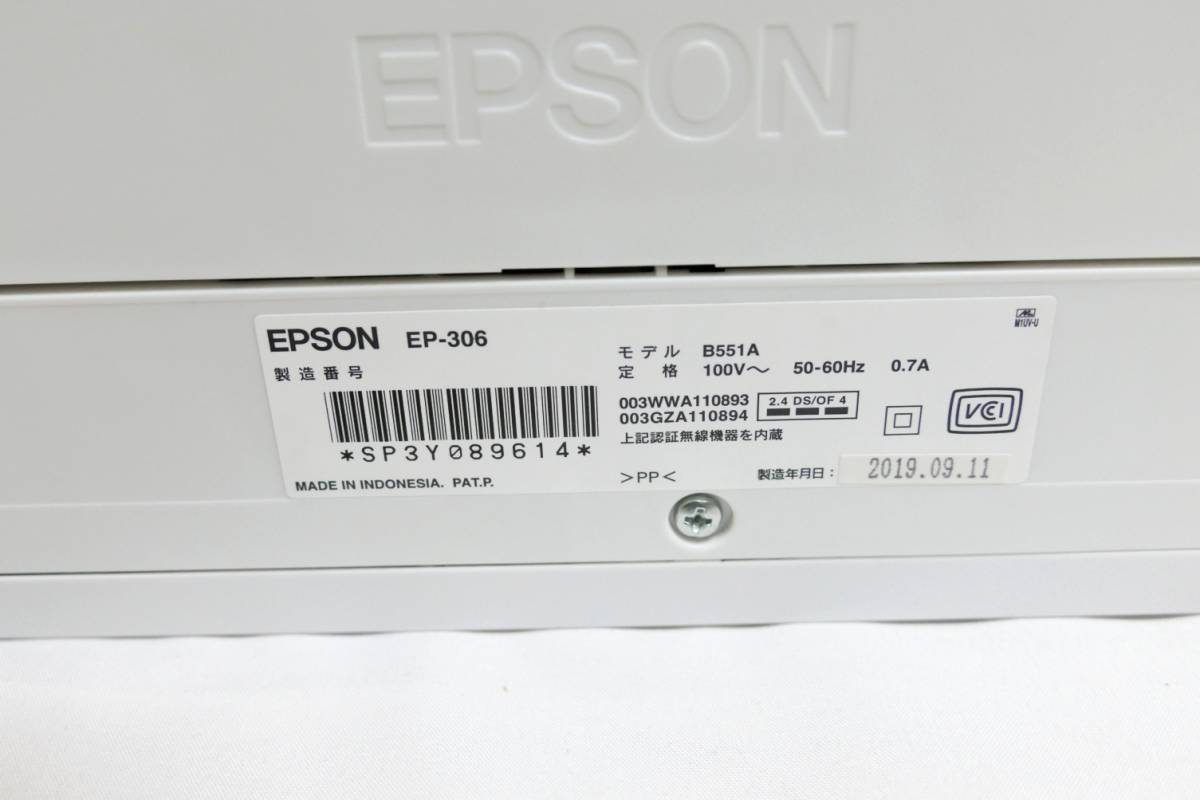 EPSON
EPSON EP-306
製造番号
*SP3Y089614*
MADE IN INDONESIA. PAT.P.
モデル B551A
定格 100V～ 50-60Hz 0.7A
003WWA110893
003GZA110894
2.4 DS/OF 4
上記認証無線機器を内蔵
>PP<
製造年月日： 2019.09.11
VCCI
M1UV-U